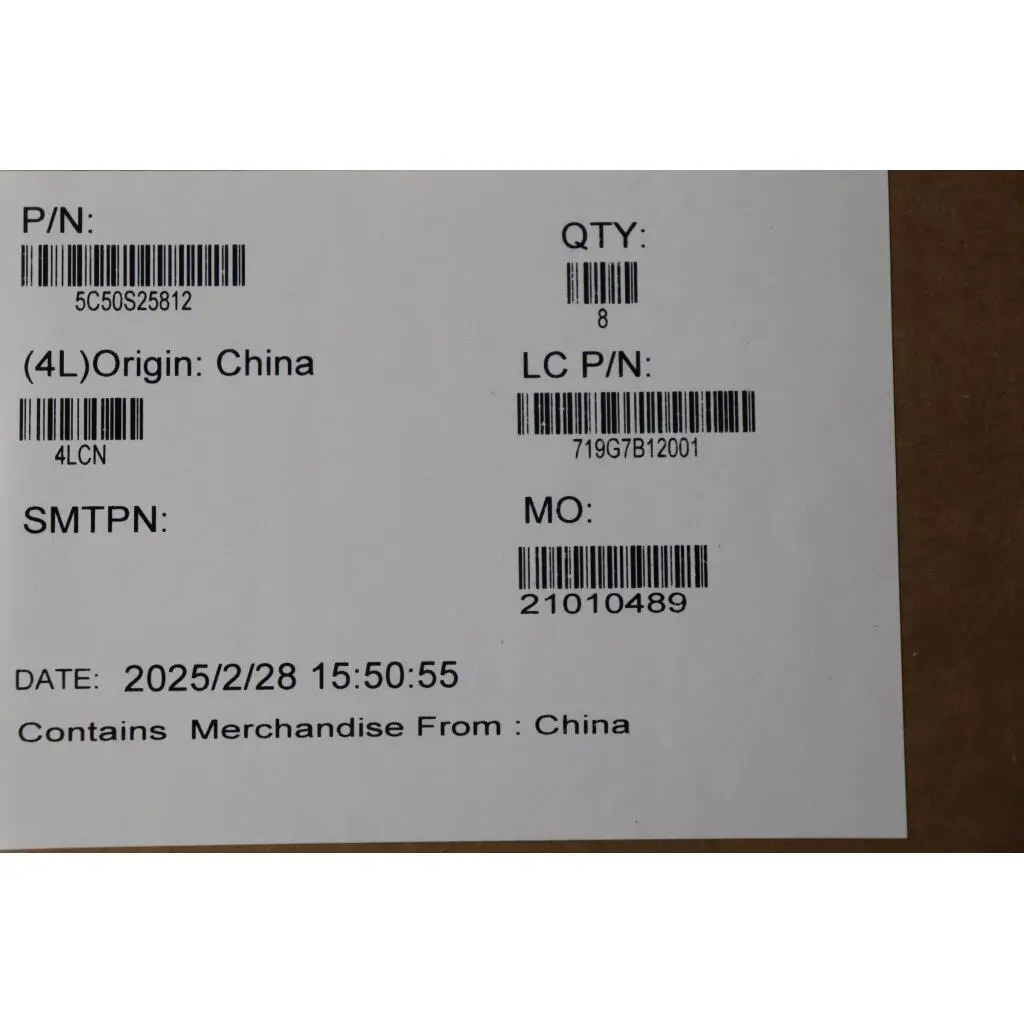 P/N:
5C50S25812
QTY:
8
(4L)Origin: China
4LCN
LC P/N:
719G7B12001
SMTPN:
MO:
21010489
DATE: 2025/2/28 15:50:55
Contains Merchandise From : China